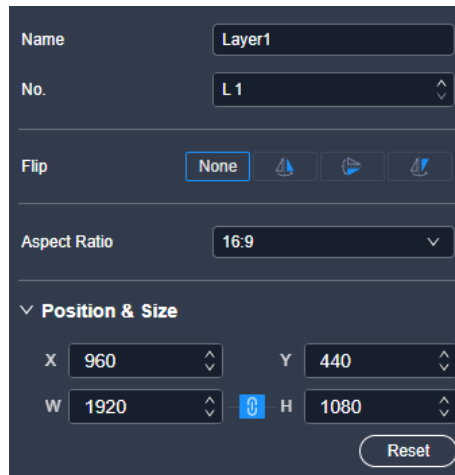 Name Layer1
No. L 1
Flip None
Aspect Ratio 16:9
Position & Size
X 960 Y 440
W 1920 H 1080
Reset